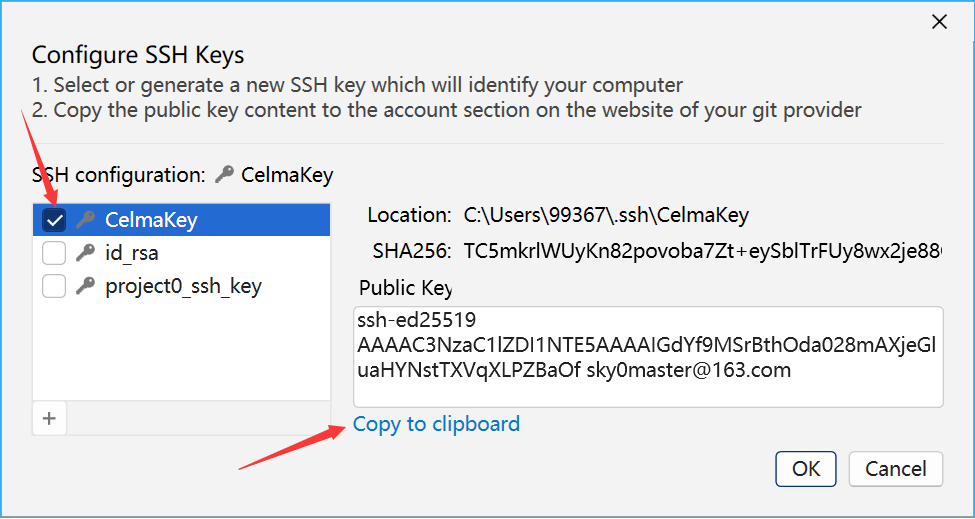 Configure SSH Keys
1. Select or generate a new SSH key which will identify your computer
2. Copy the public key content to the account section on the website of your git provider
SSH configuration: CelmaKey
CelmaKey
id_rsa
project0_ssh_key
+
Location: C:\Users\99367\.ssh\CelmaKey
SHA256: TC5mkrlWUyKn82povoba7Zt+eySblTrFUy8wx2je88
Public Key
ssh-ed25519
AAAAC3NzaC1lZDI1NTE5AAAAIGdYf9MSrBthOda028mAXjeGl
uaHYNstTXVqXLPZBaOf sky0master@163.com
Copy to clipboard
OK
Cancel